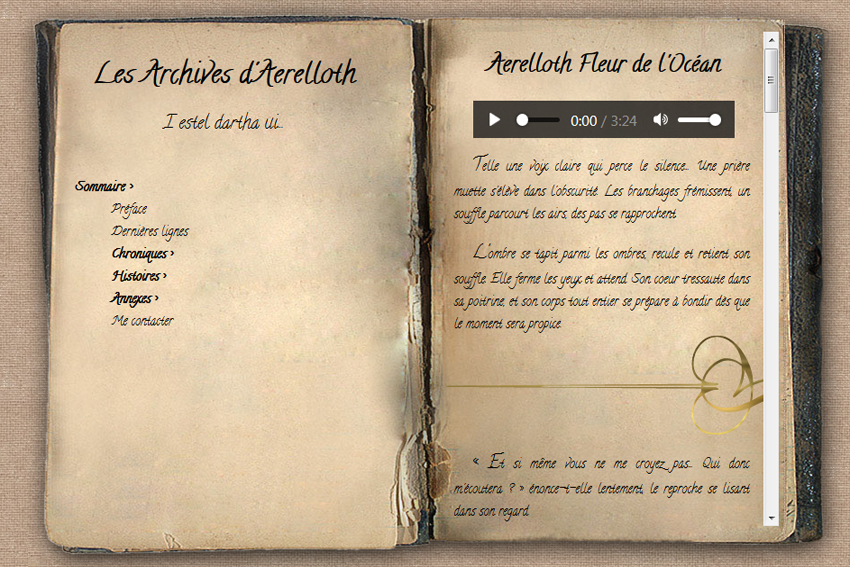 Les Archives d'Aerelloth
I estel dartha ui...
Sommaire >
Préface
Dernières lignes
Chroniques >
Histoires >
Annexes >
Me contacter
Aerelloth Fleur de l'Océan
0:00 / 3:24
Telle une voix claire qui perce le silence... Une prière
muette s'élève dans l'obscurité. Les branchages frémissent, un
souffle parcourt les airs, des pas se rapprochent.
L'ombre se tapit parmi les ombres, recule et retient son
souffle. Elle ferme les yeux et attend. Son coeur tressaute dans
sa poitrine, et son corps tout entier se prépare à bondir dès que
le moment sera propice.
« Et si même vous ne me croyez pas... Qui donc
m'écoutera ? » énonce-t-elle lentement, le reproche se lisant
dans son regard.